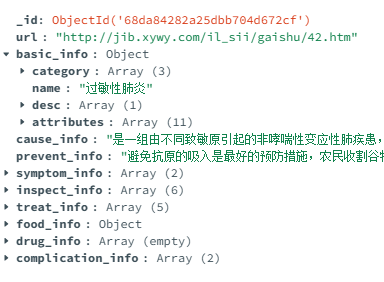 _id: ObjectId('68da84282a25dbb704d672cf')
url : "http://jib.xywy.com/il_sii/gaishu/42.htm"
basic_info : Object
category : Array (3)
name : "过敏性肺炎"
desc : Array (1)
attributes : Array (11)
cause_info : "是一组由不同致敏原引起的非哮喘性变应性肺疾患,
prevent_info : "避免抗原的吸入是最好的预防措施，农民收割谷物
symptom_info : Array (2)
inspect_info : Array (6)
treat_info : Array (5)
food_info : Object
drug_info : Array (empty)
complication_info : Array (2)